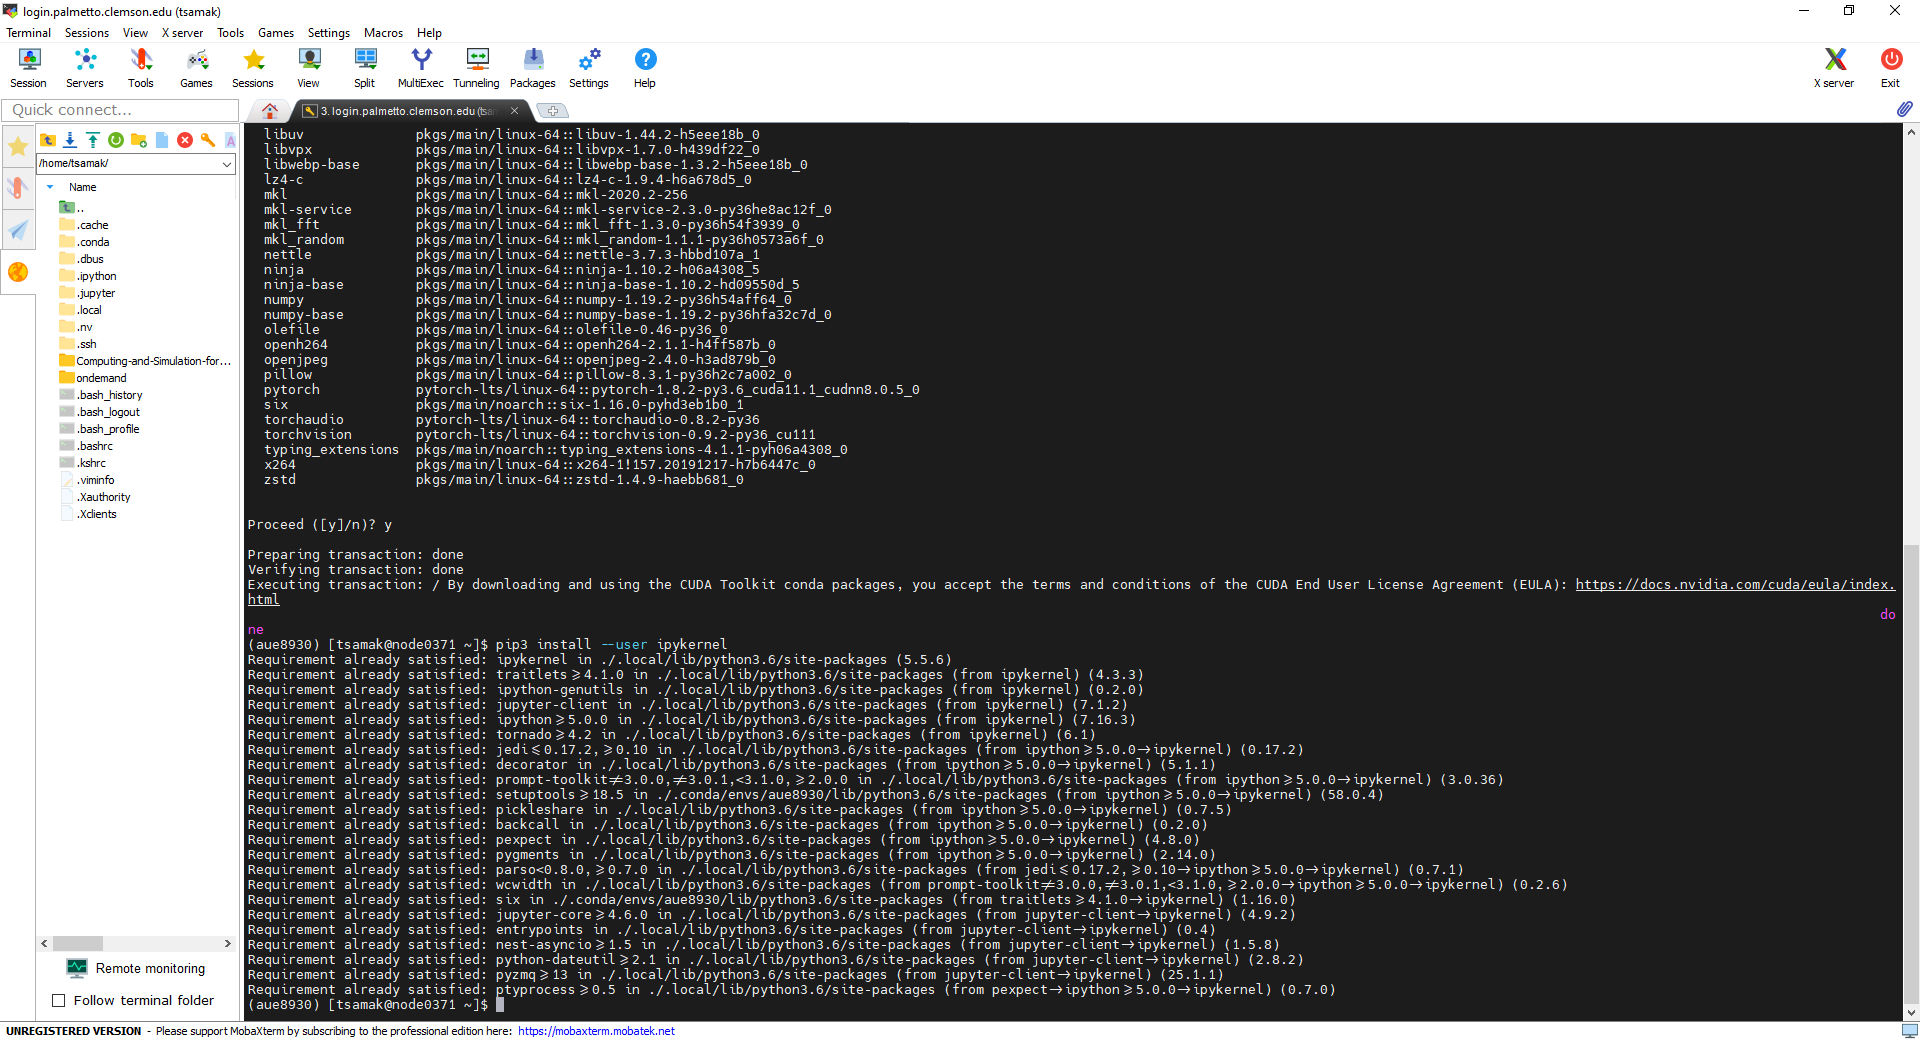 login.palmetto.clemson.edu (tsamak)
Terminal Sessions View X server Tools Games Settings Macros Help
Session Servers Tools Games Sessions View Split MultiExec Tunneling Packages Settings Help X server Exit
Quick connect...
3. login.palmetto.clemson.edu (tsam
/home/tsamak/
Name
..
.cache
.conda
.dbus
.ipython
.jupyter
.local
.nv
.ssh
Computing-and-Simulation-for...
ondemand
.bash_history
.bash_logout
.bash_profile
.bashrc
.kshrc
.viminfo
.Xauthority
.Xclients
Remote monitoring
Follow terminal folder
libuv pkgs/main/linux-64::libuv-1.44.2-h5eee18b_0
libvpx pkgs/main/linux-64::libvpx-1.7.0-h439df22_0
libwebp-base pkgs/main/linux-64::libwebp-base-1.3.2-h5eee18b_0
lz4-c pkgs/main/linux-64::lz4-c-1.9.4-h6a678d5_0
mkl pkgs/main/linux-64::mkl-2020.2-256
mkl-service pkgs/main/linux-64::mkl-service-2.3.0-py36he8ac12f_0
mkl_fft pkgs/main/linux-64::mkl_fft-1.3.0-py36h54f3939_0
mkl_random pkgs/main/linux-64::mkl_random-1.1.1-py36h0573a6f_0
nettle pkgs/main/linux-64::nettle-3.7.3-hbbd107a_1
ninja pkgs/main/linux-64::ninja-1.10.2-h06a4308_5
ninja-base pkgs/main/linux-64::ninja-base-1.10.2-hd09550d_5
numpy pkgs/main/linux-64::numpy-1.19.2-py36h54aff64_0
numpy-base pkgs/main/linux-64::numpy-base-1.19.2-py36hfa32c7d_0
olefile pkgs/main/linux-64::olefile-0.46-py36_0
openh264 pkgs/main/linux-64::openh264-2.1.1-h4ff587b_0
openjpeg pkgs/main/linux-64::openjpeg-2.4.0-h3ad879b_0
pillow pkgs/main/linux-64::pillow-8.3.1-py36h2c7a002_0
pytorch pytorch-lts/linux-64::pytorch-1.8.2-py3.6_cuda11.1_cudnn8.0.5_0
six pkgs/main/noarch::six-1.16.0-pyhd3eb1b0_1
torchaudio pytorch-lts/linux-64::torchaudio-0.8.2-py36
torchvision pytorch-lts/linux-64::torchvision-0.9.2-py36_cu111
typing_extensions pkgs/main/noarch::typing_extensions-4.1.1-pyh06a4308_0
x264 pkgs/main/linux-64::x264-1!157.20191217-h7b6447c_0
zstd pkgs/main/linux-64::zstd-1.4.9-haebb681_0
Proceed ([y]/n)? y
Preparing transaction: done
Verifying transaction: done
Executing transaction: / By downloading and using the CUDA Toolkit conda packages, you accept the terms and conditions of the CUDA End User License Agreement (EULA): https://docs.nvidia.com/cuda/eula/index.
html
do
ne
(aue8930) [tsamak@node0371 ~]$ pip3 install --user ipykernel
Requirement already satisfied: ipykernel in ./.local/lib/python3.6/site-packages (5.5.6)
Requirement already satisfied: traitlets≥4.1.0 in ./.local/lib/python3.6/site-packages (from ipykernel) (4.3.3)
Requirement already satisfied: ipython-genutils in ./.local/lib/python3.6/site-packages (from ipykernel) (0.2.0)
Requirement already satisfied: jupyter-client in ./.local/lib/python3.6/site-packages (from ipykernel) (7.1.2)
Requirement already satisfied: ipython≥5.0.0 in ./.local/lib/python3.6/site-packages (from ipykernel) (7.16.3)
Requirement already satisfied: tornado≥4.2 in ./.local/lib/python3.6/site-packages (from ipykernel) (6.1)
Requirement already satisfied: jedi≤0.17.2,≥0.10 in ./.local/lib/python3.6/site-packages (from ipython≥5.0.0→ipykernel) (0.17.2)
Requirement already satisfied: decorator in ./.local/lib/python3.6/site-packages (from ipython≥5.0.0→ipykernel) (5.1.1)
Requirement already satisfied: prompt-toolkit≠3.0.0,≠3.0.1,<3.1.0,≥2.0.0 in ./.local/lib/python3.6/site-packages (from ipython≥5.0.0→ipykernel) (3.0.36)
Requirement already satisfied: setuptools≥18.5 in ./.conda/envs/aue8930/lib/python3.6/site-packages (from ipython≥5.0.0→ipykernel) (58.0.4)
Requirement already satisfied: pickleshare in ./.local/lib/python3.6/site-packages (from ipython≥5.0.0→ipykernel) (0.7.5)
Requirement already satisfied: backcall in ./.local/lib/python3.6/site-packages (from ipython≥5.0.0→ipykernel) (0.2.0)
Requirement already satisfied: pexpect in ./.local/lib/python3.6/site-packages (from ipython≥5.0.0→ipykernel) (4.8.0)
Requirement already satisfied: pygments in ./.local/lib/python3.6/site-packages (from ipython≥5.0.0→ipykernel) (2.14.0)
Requirement already satisfied: parso<0.8.0,≥0.7.0 in ./.local/lib/python3.6/site-packages (from jedi≤0.17.2,≥0.10→ipython≥5.0.0→ipykernel) (0.7.1)
Requirement already satisfied: wcwidth in ./.local/lib/python3.6/site-packages (from prompt-toolkit≠3.0.0,≠3.0.1,<3.1.0,≥2.0.0→ipython≥5.0.0→ipykernel) (0.2.6)
Requirement already satisfied: six in ./.conda/envs/aue8930/lib/python3.6/site-packages (from traitlets≥4.1.0→ipykernel) (1.16.0)
Requirement already satisfied: jupyter-core≥4.6.0 in ./.local/lib/python3.6/site-packages (from jupyter-client→ipykernel) (4.9.2)
Requirement already satisfied: entrypoints in ./.local/lib/python3.6/site-packages (from jupyter-client→ipykernel) (0.4)
Requirement already satisfied: nest-asyncio≥1.5 in ./.local/lib/python3.6/site-packages (from jupyter-client→ipykernel) (1.5.8)
Requirement already satisfied: python-dateutil≥2.1 in ./.local/lib/python3.6/site-packages (from jupyter-client→ipykernel) (2.8.2)
Requirement already satisfied: pyzmq≥13 in ./.local/lib/python3.6/site-packages (from jupyter-client→ipykernel) (25.1.1)
Requirement already satisfied: ptyprocess≥0.5 in ./.local/lib/python3.6/site-packages (from pexpect→ipython≥5.0.0→ipykernel) (0.7.0)
(aue8930) [tsamak@node0371 ~]$
UNREGISTERED VERSION - Please support MobaXterm by subscribing to the professional edition here: https://mobaxterm.mobatek.net